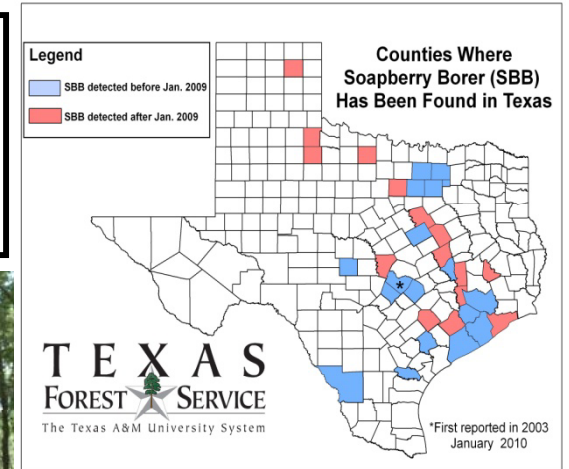 Legend
SBB detected before Jan. 2009
SBB detected after Jan. 2009
Counties Where
Soapberry Borer (SBB)
Has Been Found in Texas
*
TEXAS
FOREST SERVICE
The Texas A&M University System
*First reported in 2003
January 2010